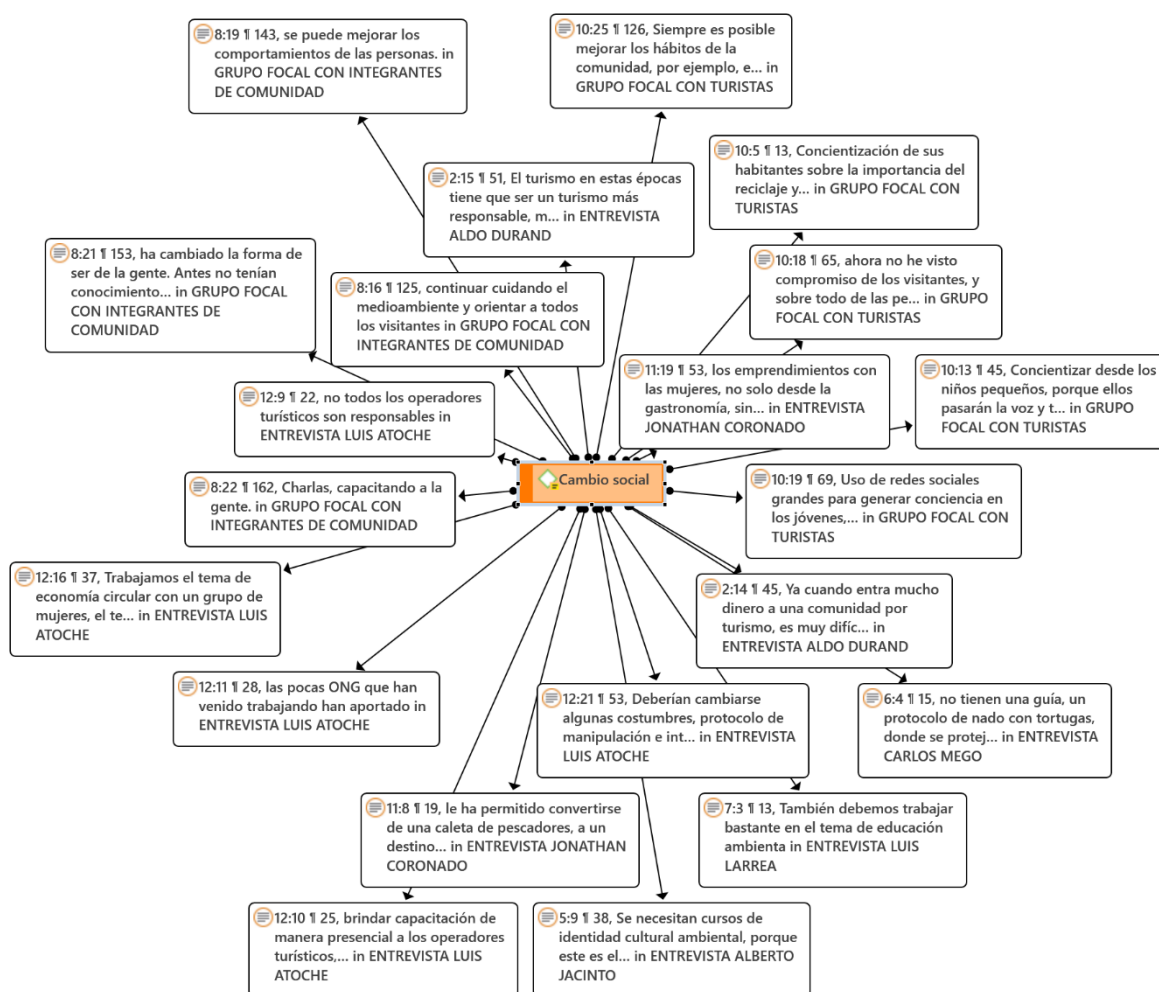 8:19 ¶ 143, se puede mejorar los
comportamientos de las personas. in
GRUPO FOCAL CON INTEGRANTES
DE COMUNIDAD
10:25 ¶ 126, Siempre es posible
mejorar los hábitos de la
comunidad, por ejemplo, e... in
GRUPO FOCAL CON TURISTAS
10:5 ¶ 13, Concientización de sus
habitantes sobre la importancia del
reciclaje y... in GRUPO FOCAL CON
TURISTAS
2:15 ¶ 51, El turismo en estas épocas
tiene que ser un turismo más
responsable, m... in ENTREVISTA
ALDO DURAND
8:21 ¶ 153, ha cambiado la forma de
ser de la gente. Antes no tenían
conocimiento... in GRUPO FOCAL
CON INTEGRANTES DE
COMUNIDAD
10:18 ¶ 65, ahora no he visto
compromiso de los visitantes, y
sobre todo de las pe... in GRUPO
FOCAL CON TURISTAS
8:16 ¶ 125, continuar cuidando el
medioambiente y orientar a todos
los visitantes in GRUPO FOCAL CON
INTEGRANTES DE COMUNIDAD
11:19 ¶ 53, los emprendimientos con
las mujeres, no solo desde la
gastronomía, sin... in ENTREVISTA
JONATHAN CORONADO
10:13 ¶ 45, Concientizar desde los
niños pequeños, porque ellos
pasarán la voz y t... in GRUPO
FOCAL CON TURISTAS
12:9 ¶ 22, no todos los operadores
turísticos son responsables in
ENTREVISTA LUIS ATOCHE
Cambio social
8:22 ¶ 162, Charlas, capacitando a la
gente. in GRUPO FOCAL CON
INTEGRANTES DE COMUNIDAD
10:19 ¶ 69, Uso de redes sociales
grandes para generar conciencia en
los jóvenes,... in GRUPO FOCAL CON
TURISTAS
12:16 ¶ 37, Trabajamos el tema de
economía circular con un grupo de
mujeres, el te... in ENTREVISTA LUIS
ATOCHE
2:14 ¶ 45, Ya cuando entra mucho
dinero a una comunidad por
turismo, es muy difíc... in
ENTREVISTA ALDO DURAND
12:11 ¶ 28, las pocas ONG que han
venido trabajando han aportado in
ENTREVISTA LUIS ATOCHE
12:21 ¶ 53, Deberían cambiarse
algunas costumbres, protocolo de
manipulación e int... in ENTREVISTA
LUIS ATOCHE
6:4 ¶ 15, no tienen una guía, un
protocolo de nado con tortugas,
donde se protej... in ENTREVISTA
CARLOS MEGO
11:8 ¶ 19, le ha permitido convertirse
de una caleta de pescadores, a un
destino... in ENTREVISTA JONATHAN
CORONADO
7:3 ¶ 13, También debemos trabajar
bastante en el tema de educación
ambienta in ENTREVISTA LUIS
LARREA
12:10 ¶ 25, brindar capacitación de
manera presencial a los operadores
turísticos,... in ENTREVISTA LUIS
ATOCHE
5:9 ¶ 38, Se necesitan cursos de
identidad cultural ambiental, porque
este es el... in ENTREVISTA ALBERTO
JACINTO